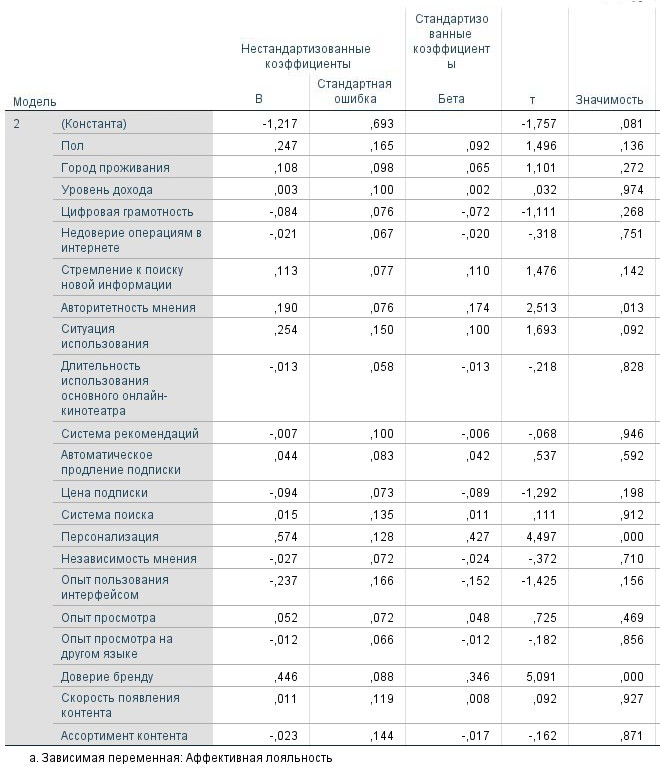 Стандартизо
ванные
коэффициент
ы
Нестандартизованные
коэффициенты
Модель B Стандартная ошибка Бета т Значимость
2 (Константа) -1,217 ,693 -1,757 ,081
Пол ,247 ,165 ,092 1,496 ,136
Город проживания ,108 ,098 ,065 1,101 ,272
Уровень дохода ,003 ,100 ,002 ,032 ,974
Цифровая грамотность -,084 ,076 -,072 -1,111 ,268
Недоверие операциям в -,021 ,067 -,020 -,318 ,751
интернете
Стремление к поиску ,113 ,077 ,110 1,476 ,142
новой информации
Авторитетность мнения ,190 ,076 ,174 2,513 ,013
Ситуация ,254 ,150 ,100 1,693 ,092
использования
Длительность -,013 ,058 -,013 -,218 ,828
использования
основного онлайн-
кинотеатра
Система рекомендаций -,007 ,100 -,006 -,068 ,946
Автоматическое ,044 ,083 ,042 ,537 ,592
продление подписки
Цена подписки -,094 ,073 -,089 -1,292 ,198
Система поиска ,015 ,135 ,011 ,111 ,912
Персонализация ,574 ,128 ,427 4,497 ,000
Независимость мнения -,027 ,072 -,024 -,372 ,710
Опыт пользования -,237 ,166 -,152 -1,425 ,156
интерфейсом
Опыт просмотра ,052 ,072 ,048 ,725 ,469
Опыт просмотра на -,012 ,066 -,012 -,182 ,856
другом языке
Доверие бренду ,446 ,088 ,346 5,091 ,000
Скорость появления ,011 ,119 ,008 ,092 ,927
контента
Ассортимент контента -,023 ,144 -,017 -,162 ,871
a. Зависимая переменная: Аффективная лояльность